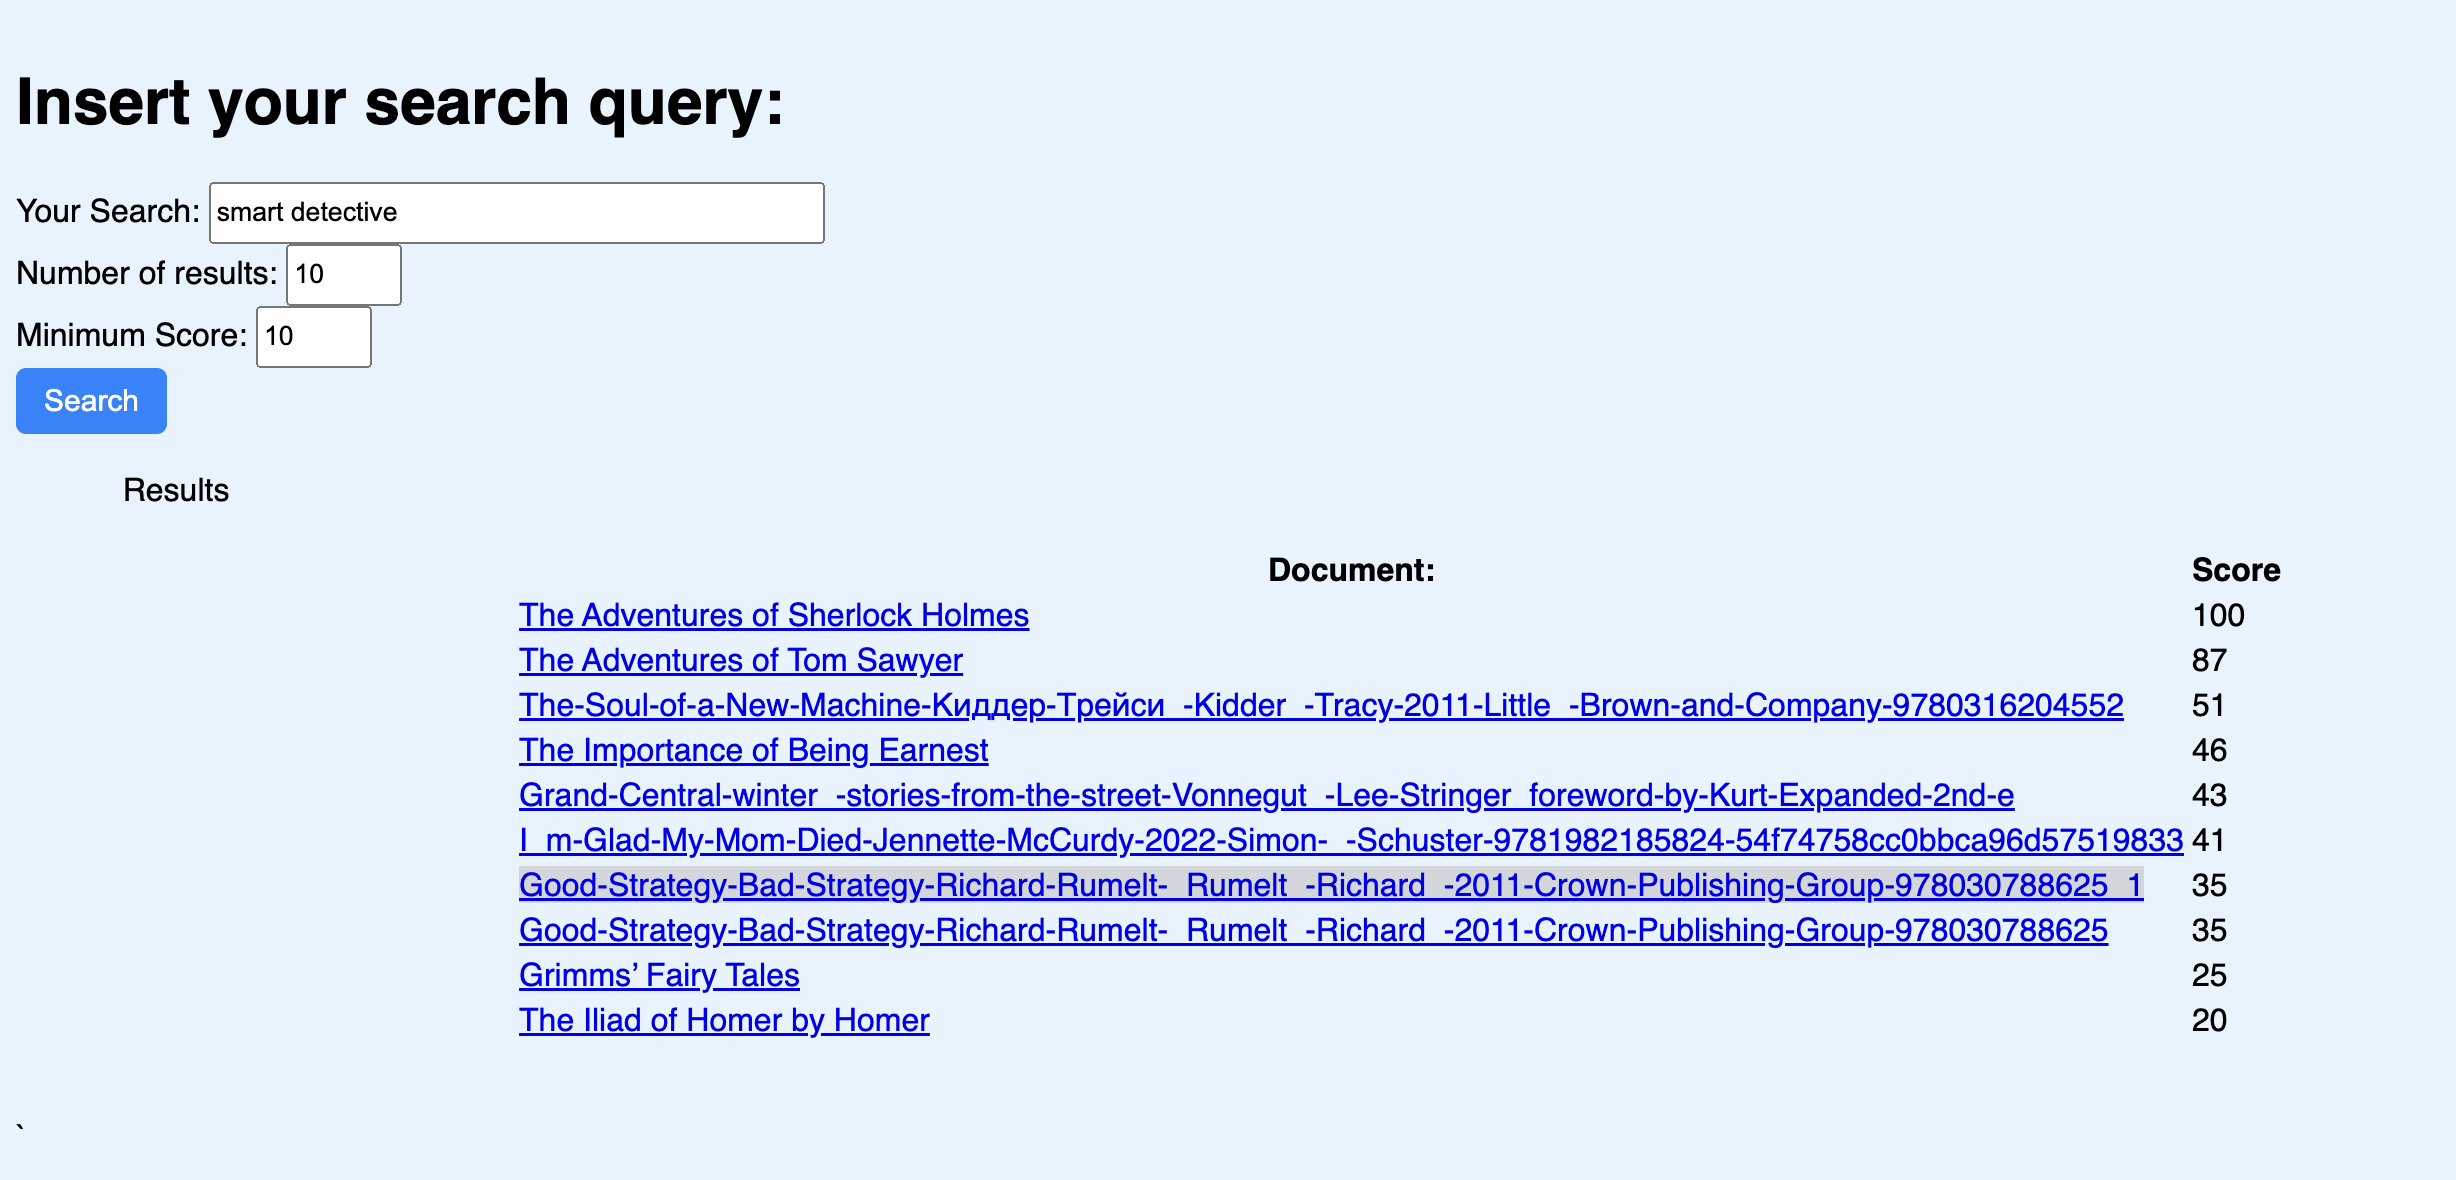 Insert your search query:
Your Search: smart detective
Number of results: 10
Minimum Score: 10
Search
Results
Document: Score
The Adventures of Sherlock Holmes 100
The Adventures of Tom Sawyer 87
The-Soul-of-a-New-Machine-Киддер-Трейси_-Kidder_-Tracy-2011-Little_-Brown-and-Company-9780316204552 51
The Importance of Being Earnest 46
Grand-Central-winter_-stories-from-the-street-Vonnegut_-Lee-Stringer_foreword-by-Kurt-Expanded-2nd-e 43
I_m-Glad-My-Mom-Died-Jennette-McCurdy-2022-Simon-_-Schuster-9781982185824-54f74758cc0bbca96d57519833 41
Good-Strategy-Bad-Strategy-Richard-Rumelt-_Rumelt_-Richard_-2011-Crown-Publishing-Group-978030788625_1 35
Good-Strategy-Bad-Strategy-Richard-Rumelt-_Rumelt_-Richard_-2011-Crown-Publishing-Group-978030788625 35
Grimms’ Fairy Tales 25
The Iliad of Homer by Homer 20
`